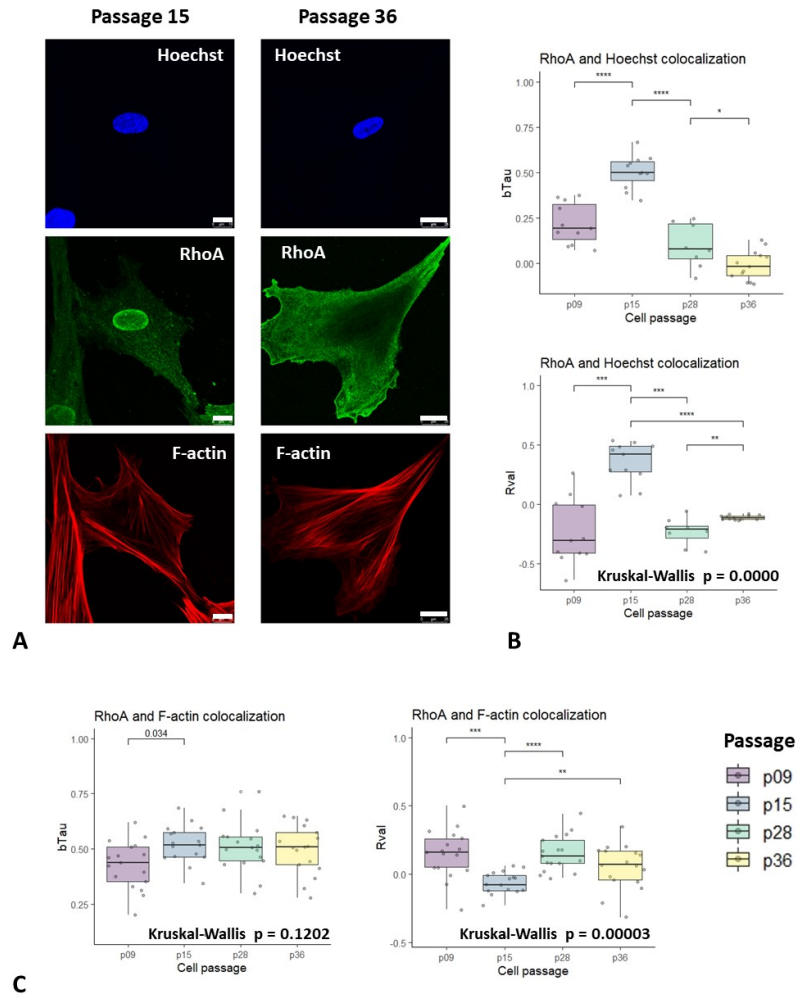 Passage 15
Passage 36
Hoechst
Hoechst
RhoA
RhoA
F-actin
F-actin
A
RhoA and Hoechst colocalization
1.00
0.75
0.50
0.25
0.00
bTau
****
****
*
p09 p15 p28 p36
Cell passage
RhoA and Hoechst colocalization
1.0
0.5
0.0
-0.5
Rval
***
***
****
**
Kruskal-Wallis p = 0.0000
p09 p15 p28 p36
Cell passage
B
RhoA and F-actin colocalization
1.00
0.75
0.50
0.25
bTau
0.034
Kruskal-Wallis p = 0.1202
p09 p15 p28 p36
Cell passage
RhoA and F-actin colocalization
1.0
0.5
0.0
-0.5
Rval
***
****
**
Kruskal-Wallis p = 0.00003
p09 p15 p28 p36
Cell passage
Passage
p09
p15
p28
p36
C